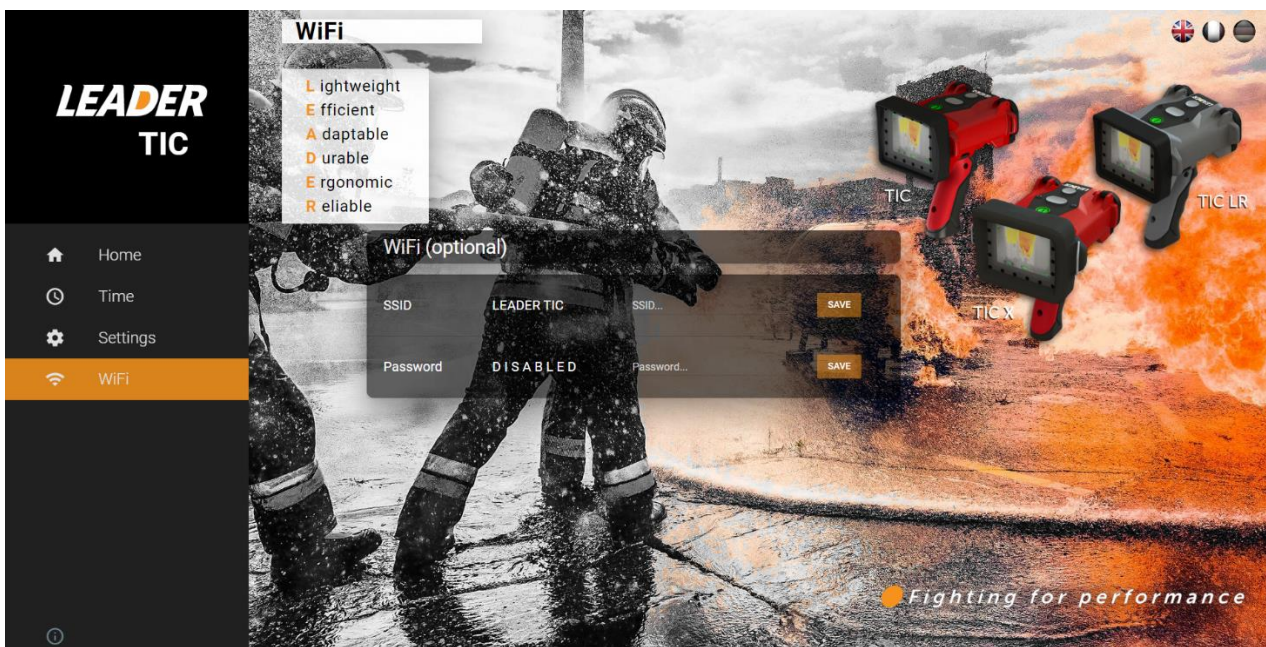 WiFi
LEADER
TIC
L ightweight
E fficient
A daptable
D urable
E rgonomic
R eliable
TIC
TIC LR
TIC X
Home
Time
Settings
WiFi
WiFi (optional)
SSID LEADER TIC SSID... SAVE
Password DISABLED Password... SAVE
Fighting for performance